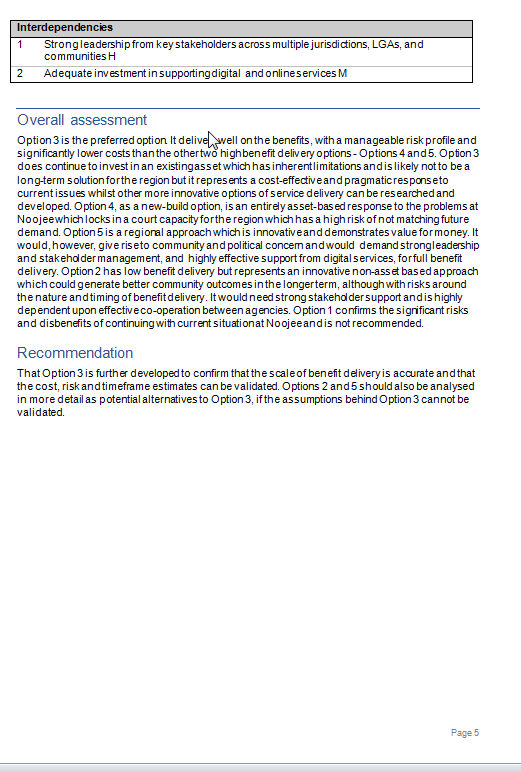 Interdependencies
1 Strong leadership from key stakeholders across multiple jurisdictions, LGAs, and
communities H
2 Adequate investment in supporting digital and online services M
Overall assessment
Option 3 is the preferred option. It delivers well on the benefits, with a manageable risk profile and
significantly lower costs than the other two high benefit delivery options - Options 4 and 5. Option 3
does continue to invest in an existing asset which has inherent limitations and is likely not to be a
long-term solution for the region but it represents a cost-effective and pragmatic response to
current issues whilst other more innovative options of service delivery can be researched and
developed. Option 4, as a new-build option, is an entirely asset-based response to the problems at
Noojee which locks in a court capacity for the region which has a high risk of not matching future
demand. Option 5 is a regional approach which is innovative and demonstrates value for money. It
would, however, give rise to community and political concern and would demand strong leadership
and stakeholder management, and highly effective support from digital services, for full benefit
delivery. Option 2 has low benefit delivery but represents an innovative non-asset based approach
which could generate better community outcomes in the longer term, although with risks around
the nature and timing of benefit delivery. It would need strong stakeholder support and is highly
dependent upon effective co-operation between agencies. Option 1 confirms the significant risks
and disbenefits of continuing with current situation at Noojee and is not recommended.
Recommendation
That Option 3 is further developed to confirm that the scale of benefit delivery is accurate and that
the cost, risk and timeframe estimates can be validated. Options 2 and 5 should also be analysed
in more detail as potential alternatives to Option 3, if the assumptions behind Option 3 cannot be
validated.
Page 5